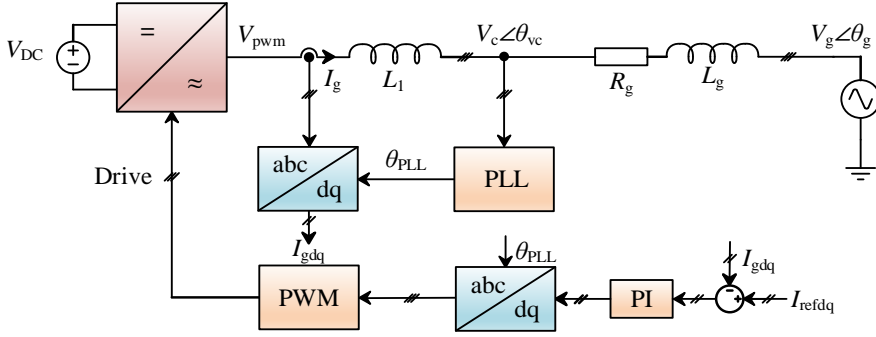 V_DC
=
≈
V_pwm
I_g
L_1
V_c∠θ_vc
R_g
L_g
V_g∠θ_g
Drive
abc
dq
θ_PLL
PLL
I_gdq
PWM
θ_PLL
abc
dq
PI
I_gdq
I_refdq